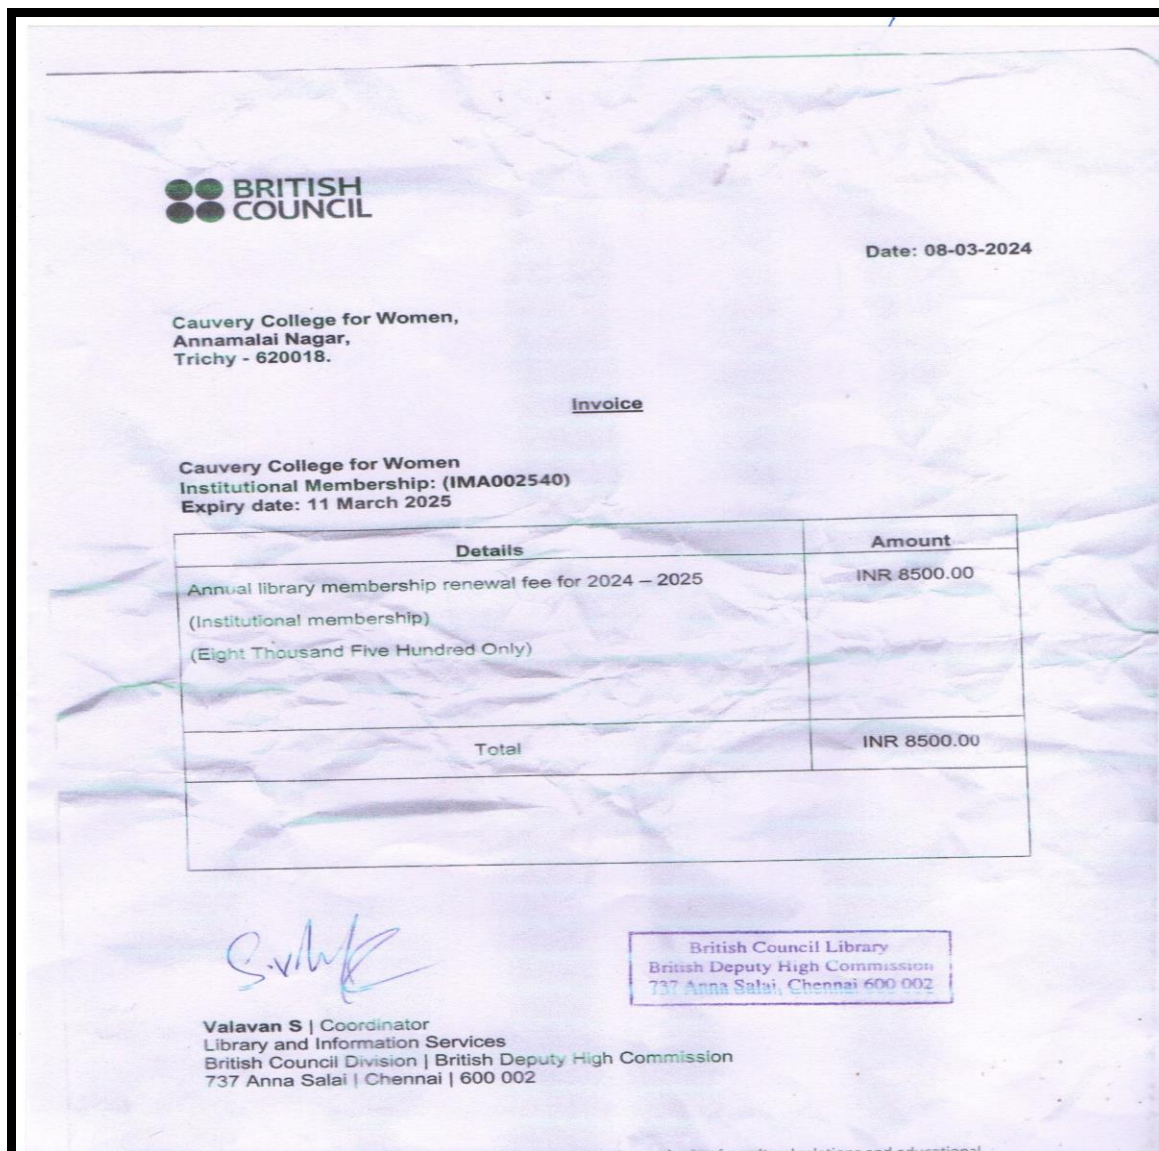 BRITISH
COUNCIL
Date: 08-03-2024
Cauvery College for Women,
Annamalai Nagar,
Trichy - 620018.
Invoice
Cauvery College for Women
Institutional Membership: (IMA002540)
Expiry date: 11 March 2025
Details Amount
Annual library membership renewal fee for 2024 – 2025 INR 8500.00
(Institutional membership)
(Eight Thousand Five Hundred Only)
Total INR 8500.00
British Council Library
British Deputy High Commission
737 Anna Salai, Chennai 600 002
Valavan S | Coordinator
Library and Information Services
British Council Division | British Deputy High Commission
737 Anna Salai | Chennai | 600 002